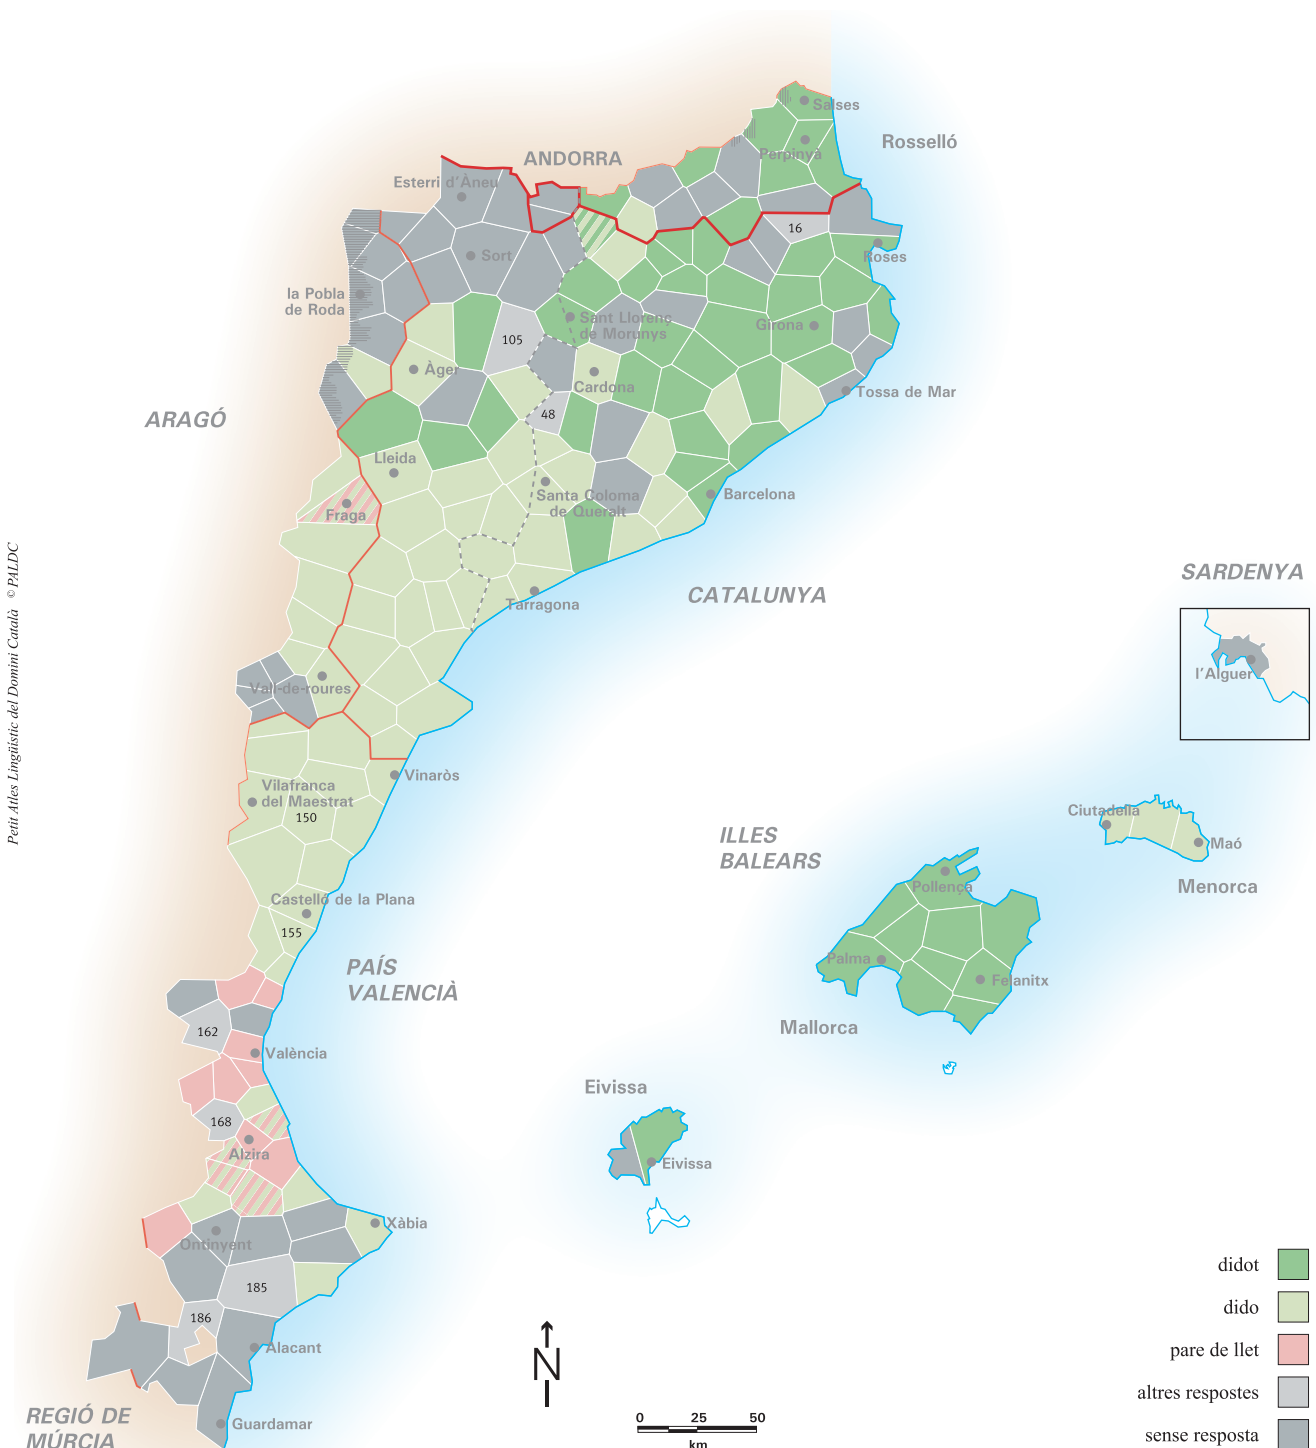 Salses
Rosselló
Perpinyà
ANDORRA
Esterri d'Àneu
16
Roses
Sort
la Pobla
de Roda
Sant Llorenç
de Morunys
Girona
105
Àger
Cardona
Tossa de Mar
48
ARAGÓ
Lleida
Santa Coloma
de Queralt
Barcelona
Fraga
Petit Atles Lingüístic del Domini Català © PALDC
SARDENYA
CATALUNYA
Tarragona
l'Alguer
Vall-de-roures
Vinaròs
Vilafranca
del Maestrat
150
Ciutadella
Maó
ILLES
BALEARS
Menorca
Pollença
Castelló de la Plana
155
PAÍS
VALENCIÀ
Palma
Felanitx
Mallorca
162
València
Eivissa
168
Alzira
Eivissa
Xàbia
Ontinyent
185
186
Alacant
Guardamar
REGIÓ DE
MÚRCIA
N
0 25 50
km
didot
dido
pare de llet
altres respostes
sense resposta